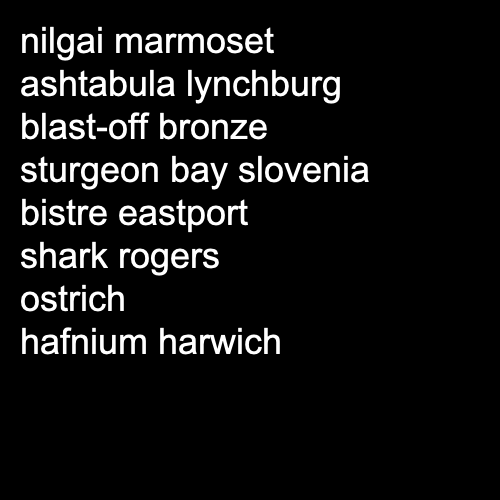 nilgai marmoset
ashtabula lynchburg
blast-off bronze
sturgeon bay slovenia
bistre eastport
shark rogers
ostrich
hafnium harwich